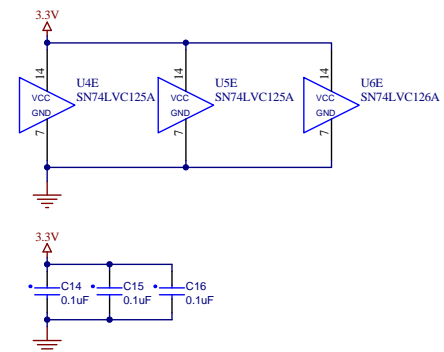 3.3V
14
14
14
U4E
SN74LVC125A
U5E
SN74LVC125A
U6E
SN74LVC126A
VCC
GND
VCC
GND
VCC
GND
7
7
7
3.3V
C14
0.1uF
C15
0.1uF
C16
0.1uF